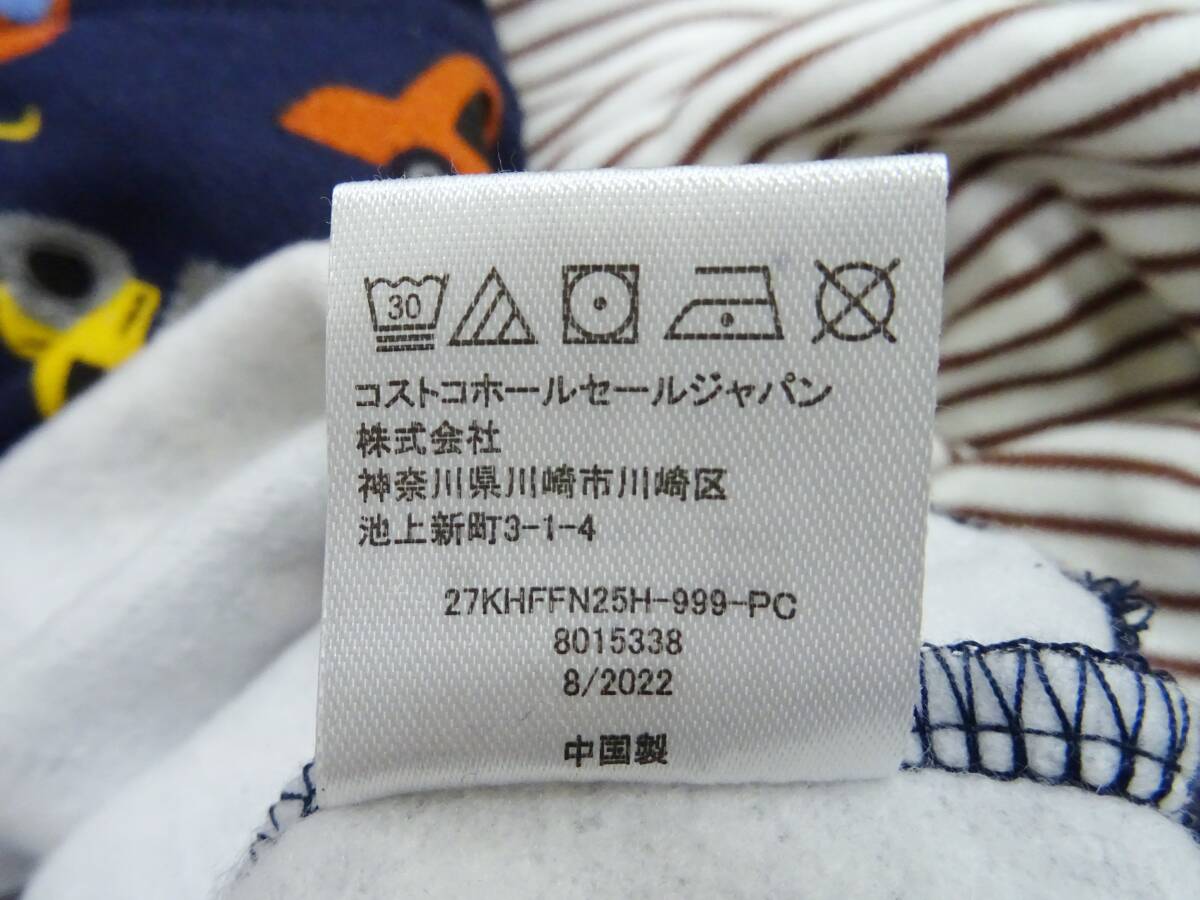 30
コストコホールセールジャパン
株式会社
神奈川県川崎市川崎区
池上新町3-1-4
27KHFFN25H-999-PC
8015338
8/2022
中国製